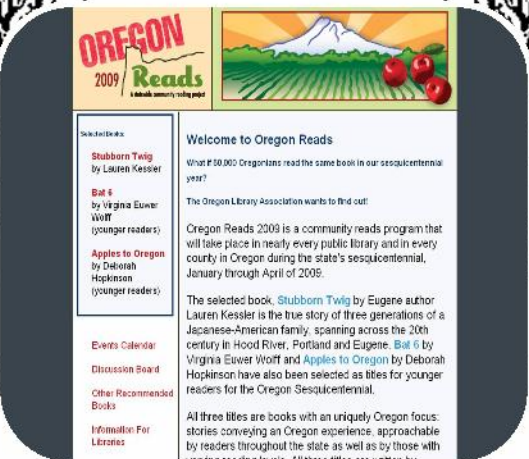 OREGON
2009 Reads
A statewide community reading project
Selected Books:
Stubborn Twig
by Lauren Kessler
Bat 6
by Virginia Euwer
Wolff
(younger readers)
Apples to Oregon
by Deborah
Hopkinson
(younger readers)
Events Calendar
Discussion Board
Other Recommended
Books
Information For
Libraries
Welcome to Oregon Reads
What if 50,000 Oregonians read the same book in our sesquicentennial
year?
The Oregon Library Association wants to find out!
Oregon Reads 2009 is a community reads program that
will take place in nearly every public library and in every
county in Oregon during the state's sesquicentennial,
January through April of 2009.
The selected book, Stubborn Twig by Eugene author
Lauren Kessler is the true story of three generations of a
Japanese-American family, spanning across the 20th
century in Hood River, Portland and Eugene. Bat 6 by
Virginia Euwer Wolff and Apples to Oregon by Deborah
Hopkinson have also been selected as titles for younger
readers for the Oregon Sesquicentennial.
All three titles are books with an uniquely Oregon focus:
stories conveying an Oregon experience, approachable
by readers throughout the state as well as by those with